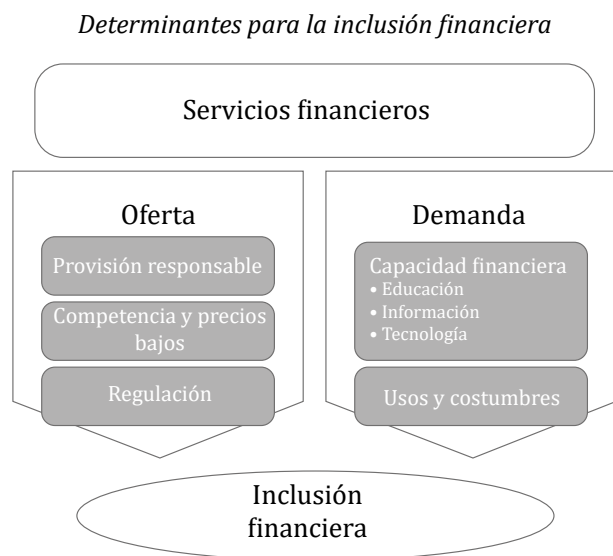 Determinantes para la inclusión financiera
Servicios financieros
Oferta
Provisión responsable
Competencia y precios
bajos
Regulación
Demanda
Capacidad financiera
• Educación
• Información
• Tecnología
Usos y costumbres
Inclusión
financiera